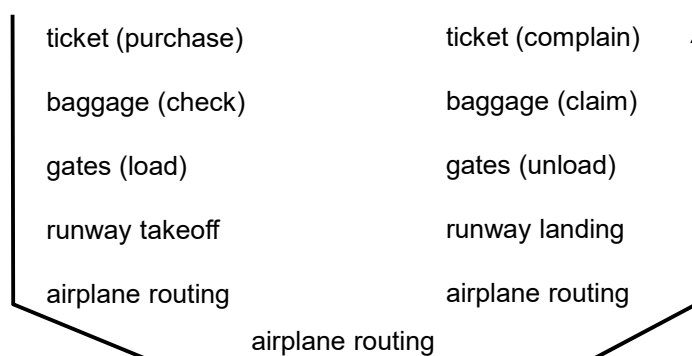 ticket (purchase) ticket (complain)
baggage (check) baggage (claim)
gates (load) gates (unload)
runway takeoff runway landing
airplane routing airplane routing
airplane routing